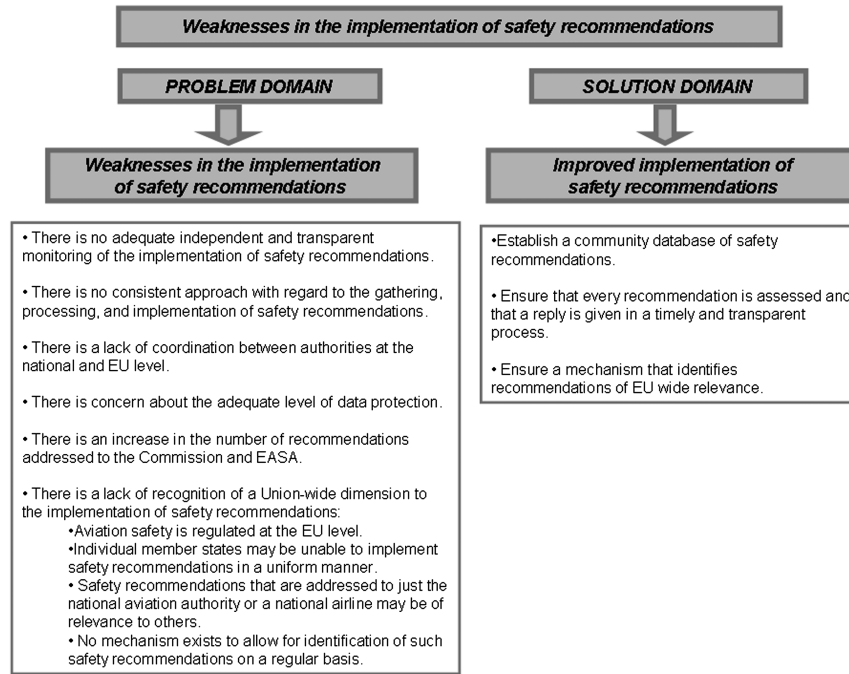 Weaknesses in the implementation of safety recommendations
PROBLEM DOMAIN
Weaknesses in the implementation
of safety recommendations
• There is no adequate independent and transparent
monitoring of the implementation of safety recommendations.
• There is no consistent approach with regard to the gathering,
processing, and implementation of safety recommendations.
• There is a lack of coordination between authorities at the
national and EU level.
• There is concern about the adequate level of data protection.
• There is an increase in the number of recommendations
addressed to the Commission and EASA.
• There is a lack of recognition of a Union-wide dimension to
the implementation of safety recommendations:
•Aviation safety is regulated at the EU level.
•Individual member states may be unable to implement
safety recommendations in a uniform manner.
• Safety recommendations that are addressed to just the
national aviation authority or a national airline may be of
relevance to others.
• No mechanism exists to allow for identification of such
safety recommendations on a regular basis.
SOLUTION DOMAIN
Improved implementation of
safety recommendations
•Establish a community database of safety
recommendations.
• Ensure that every recommendation is assessed and
that a reply is given in a timely and transparent
process.
• Ensure a mechanism that identifies
recommendations of EU wide relevance.